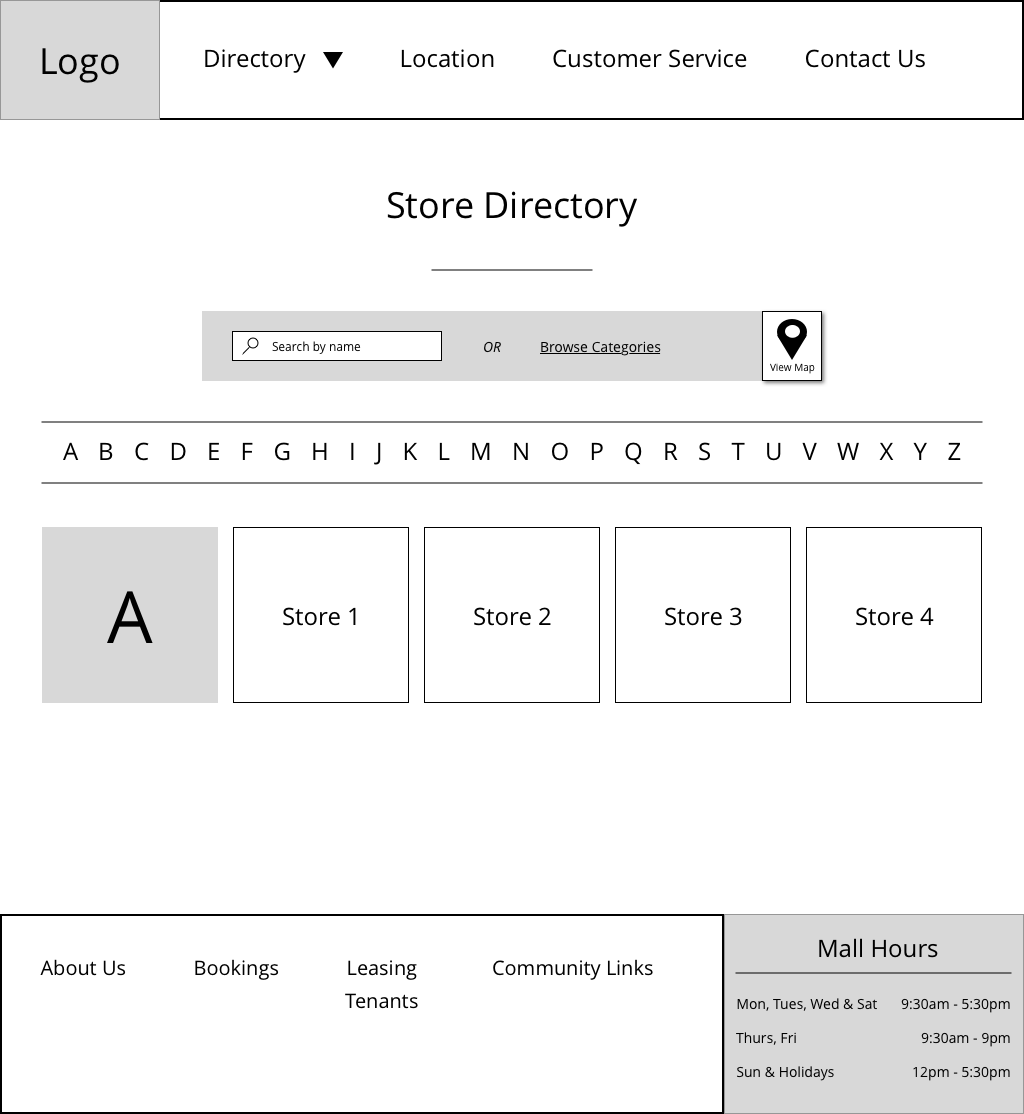 Logo
Directory
Location
Customer Service
Contact Us
Store Directory
Search by name
OR
Browse Categories
View Map
A B C D E F G H I J K L M N O P Q R S T U V W X Y Z
A
Store 1
Store 2
Store 3
Store 4
About Us
Bookings
Leasing
Tenants
Community Links
Mall Hours
Mon, Tues, Wed & Sat 9:30am - 5:30pm
Thurs, Fri 9:30am - 9pm
Sun & Holidays 12pm - 5:30pm